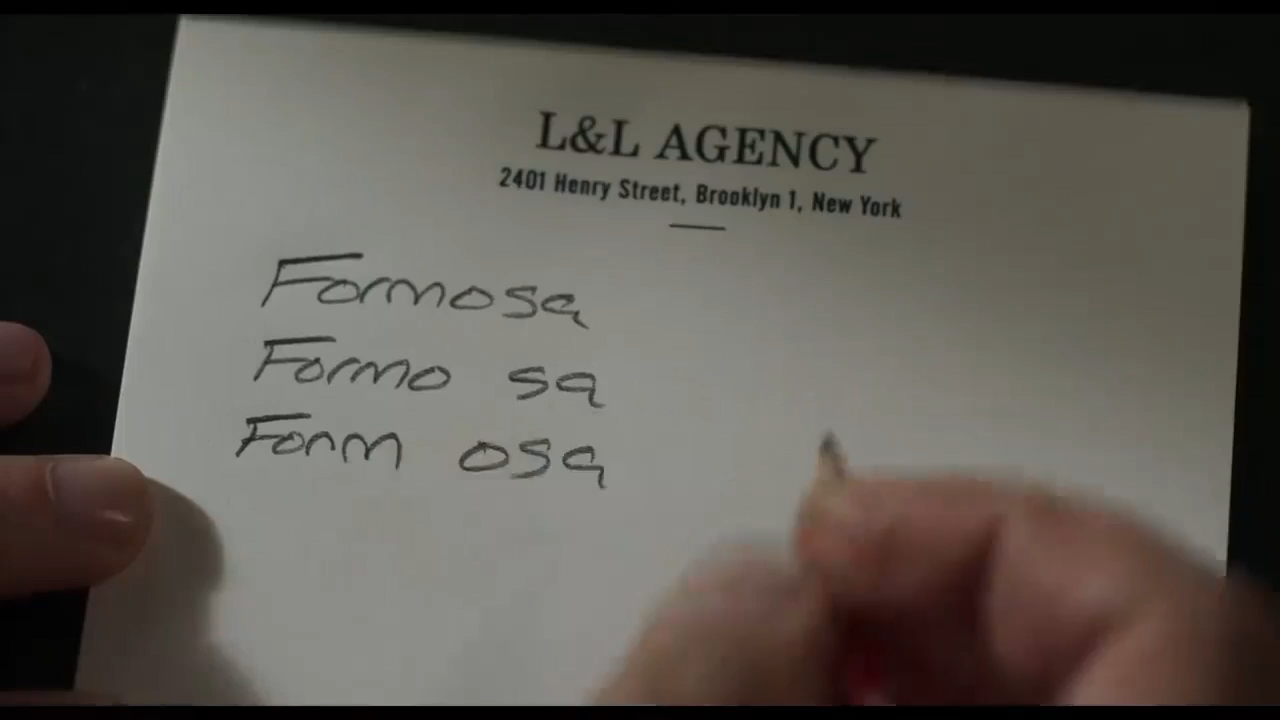 L&L AGENCY
2401 Henry Street, Brooklyn 1, New York
Formosa
Formo sa
Form osa